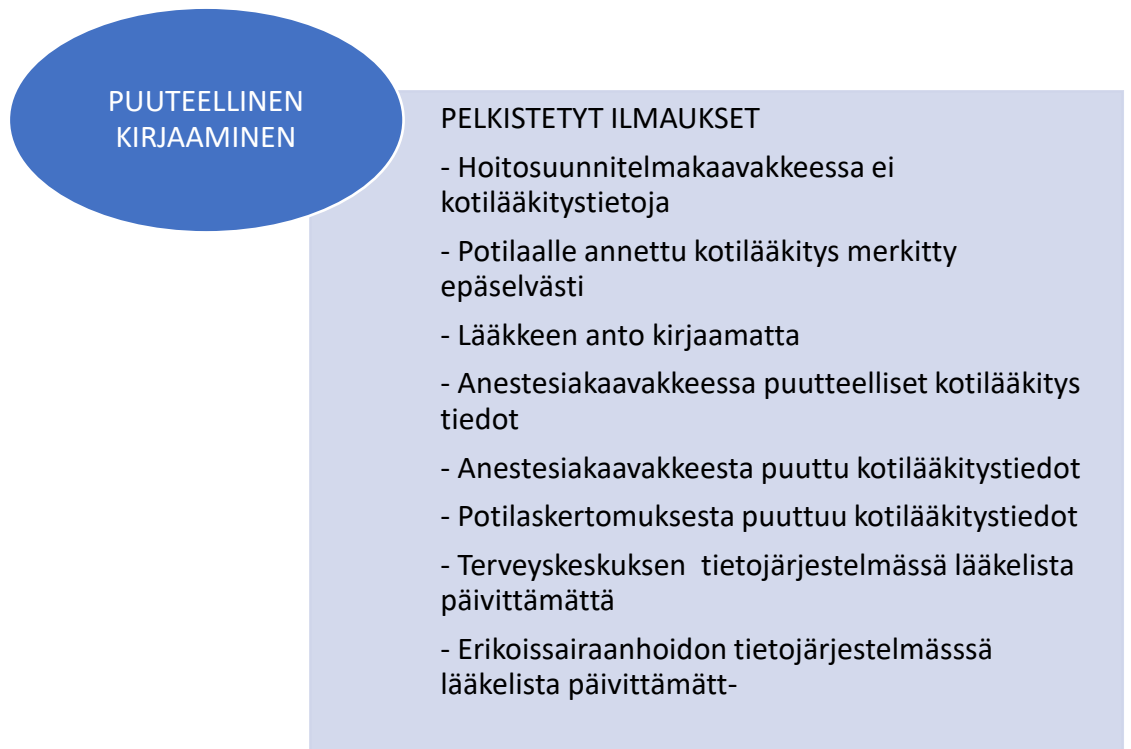 PUUTEELLINEN
KIRJAAMINEN
PELKISTETYT ILMAUKSET
- Hoitosuunnitelmakaavakkeessa ei
kotilääkitystietoja
- Potilaalle annettu kotilääkitys merkitty
epäselvästi
- Lääkkeen anto kirjaamatta
- Anestesiakaavakkeessa puutteelliset kotilääkitys
tiedot
- Anestesiakaavakkeesta puuttu kotilääkitystiedot
- Potilaskertomuksesta puuttuu kotilääkitystiedot
- Terveyskeskuksen  tietojärjestelmässä lääkelista
päivittämättä
- Erikoissairaanhoidon tietojärjestelmässsä
lääkelista päivittämätt-